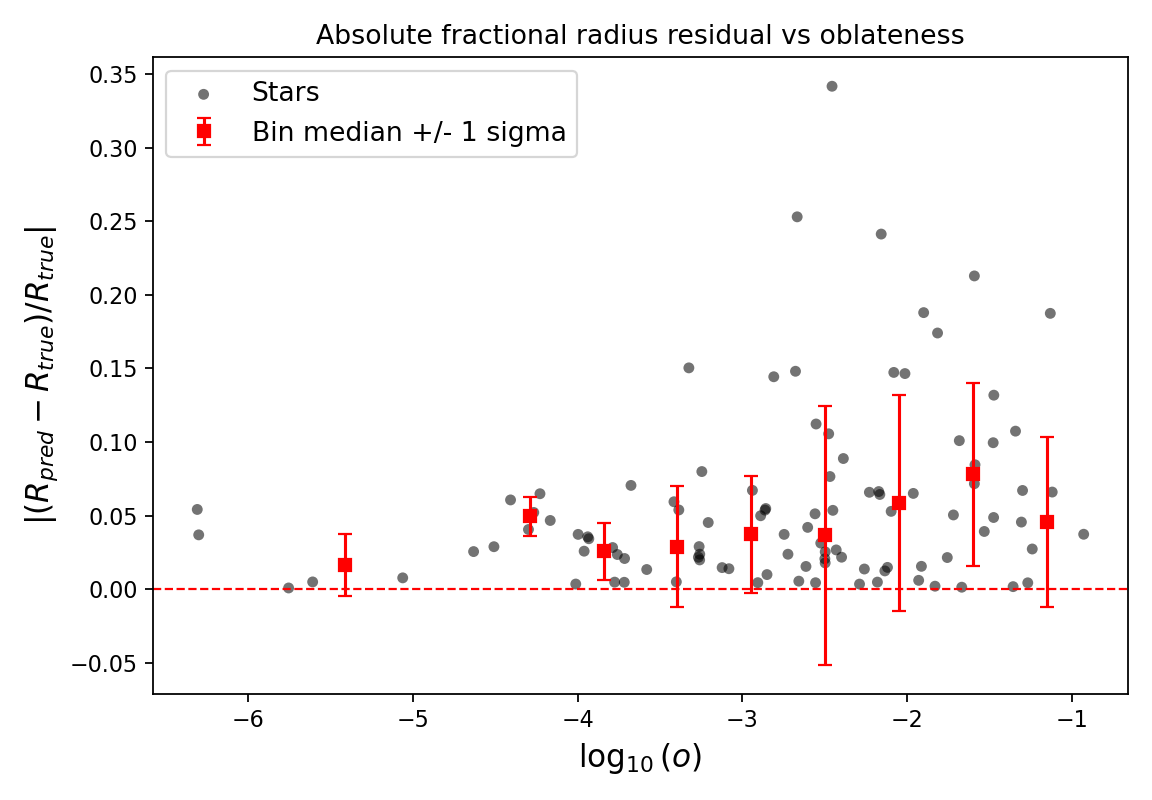 Absolute fractional radius residual vs oblateness
Stars
Bin median +/- 1 sigma
|(R_pred − R_true)/R_true|
0.35
0.30
0.25
0.20
0.15
0.10
0.05
0.00
−0.05
−6 −5 −4 −3 −2 −1
log₁₀ (o)